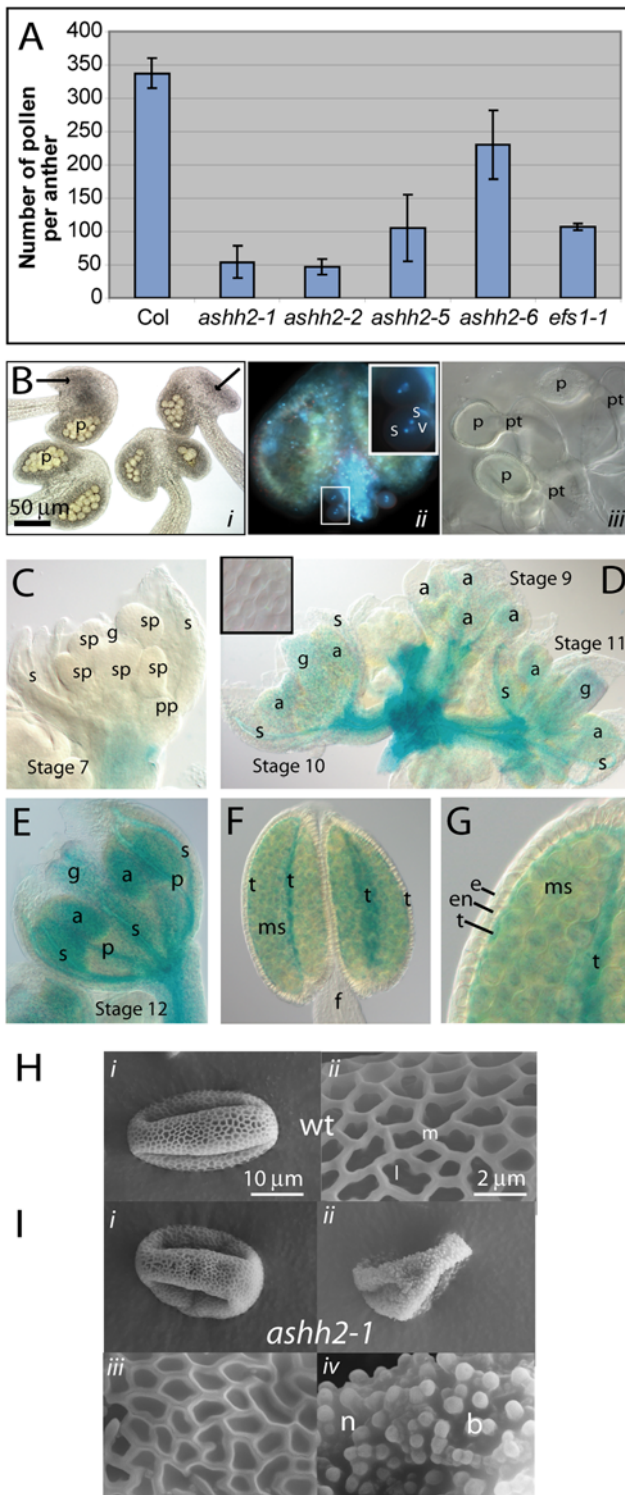 A
Number of pollen
per anther
400
350
300
250
200
150
100
50
0
Col
ashh2-1
ashh2-2
ashh2-5
ashh2-6
efs1-1
B
p
p
50 µm
i
s
s
v
ii
p
pt
pt
p
p
pt
iii
C
sp
g
sp
s
s
sp
sp
sp
pp
Stage 7
D
a
Stage 9
a
a
a
s
g
a
Stage 11
a
g
s
a
s
a
s
Stage 10
E
s
g
a
p
a
s
s
p
Stage 12
F
t
t
t
t
ms
f
G
e
en
t
ms
t
H
i
ii
wt
m
l
10 µm
2 µm
I
i
ii
ashh2-1
iii
iv
n
b